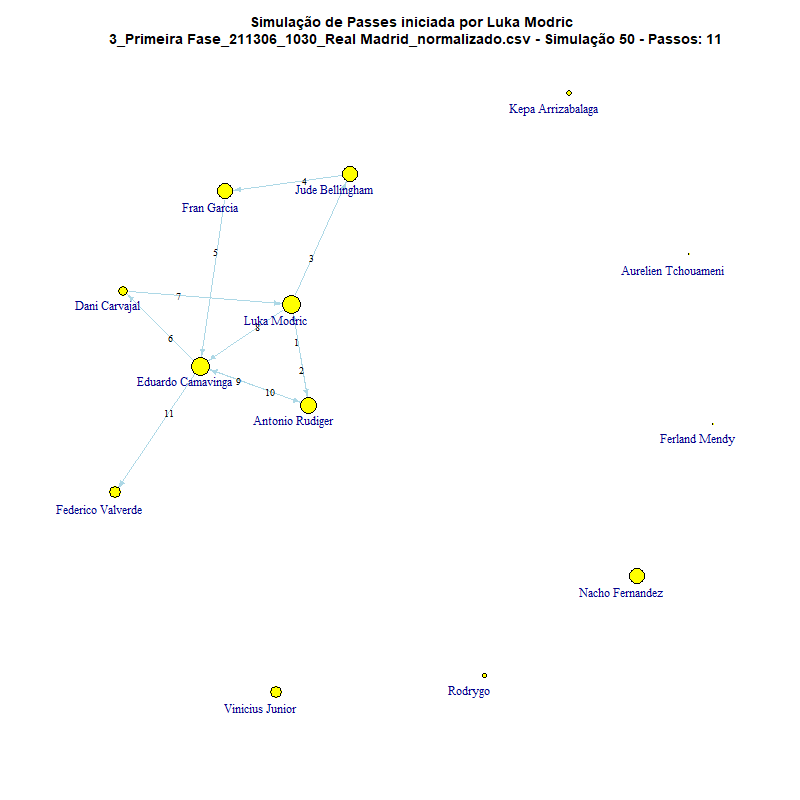 Simulação de Passes iniciada por Luka Modric
3_Primeira Fase_211306_1030_Real Madrid_normalizado.csv - Simulação 50 - Passos: 11
Kepa Arrizabalaga
4
Jude Bellingham
Fran Garcia
5
3
Aurelien Tchouameni
7
Dani Carvajal
Luka Modric
8
6
1
2
Eduardo Camavinga
9
10
11
Antonio Rudiger
Ferland Mendy
Federico Valverde
Nacho Fernandez
Rodrygo
Vinicius Junior